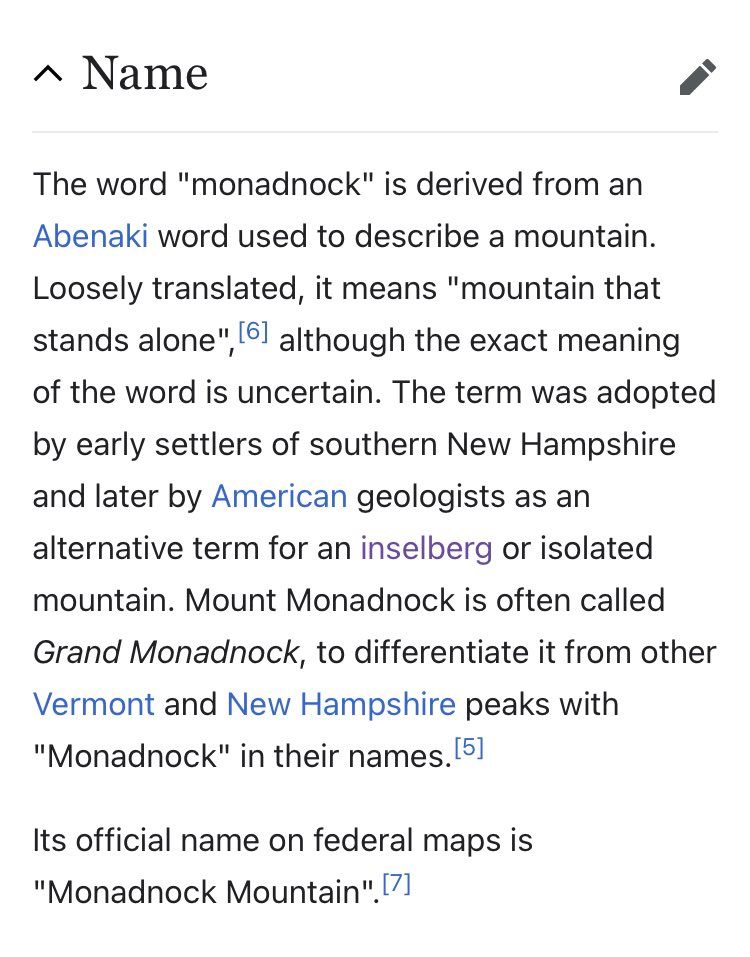 Name
The word "monadnock" is derived from an
Abenaki word used to describe a mountain.
Loosely translated, it means "mountain that
stands alone",[6] although the exact meaning
of the word is uncertain. The term was adopted
by early settlers of southern New Hampshire
and later by American geologists as an
alternative term for an inselberg or isolated
mountain. Mount Monadnock is often called
Grand Monadnock, to differentiate it from other
Vermont and New Hampshire peaks with
"Monadnock" in their names.[5]
Its official name on federal maps is
"Monadnock Mountain".[7]